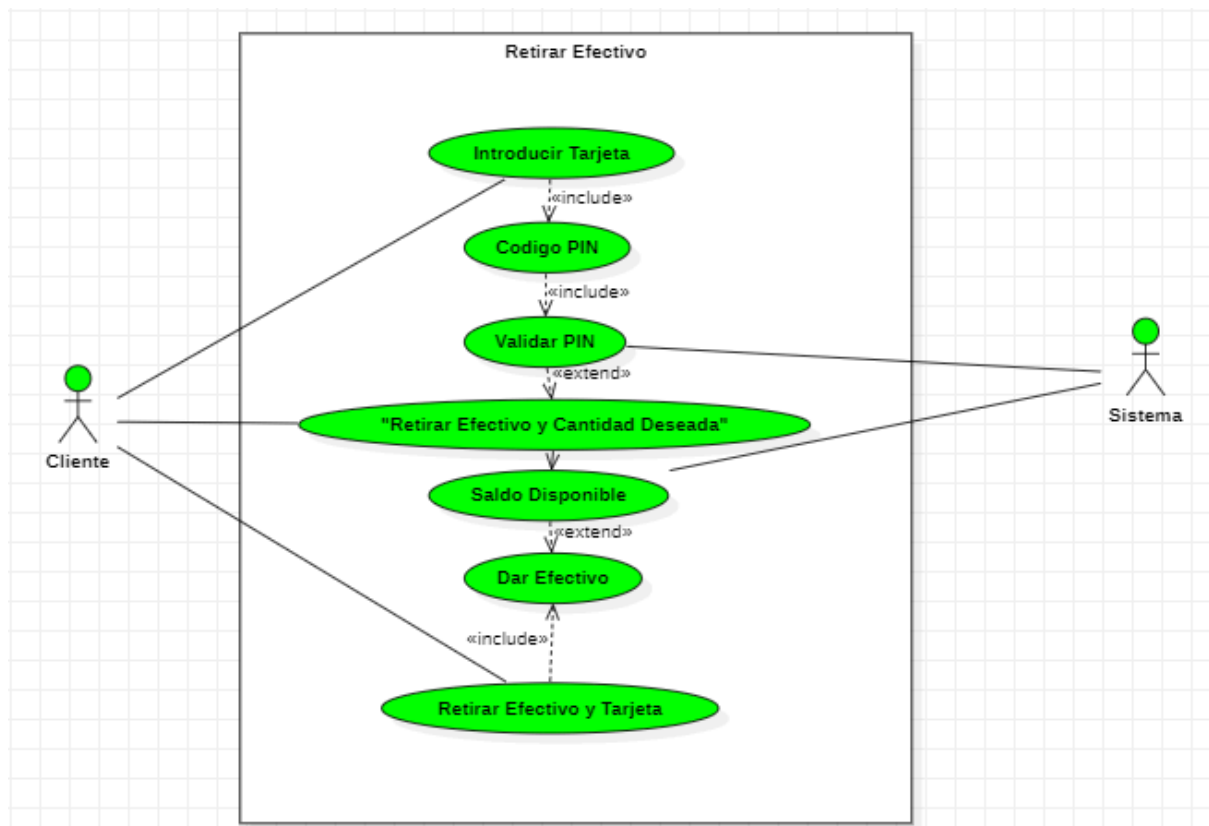 Retirar Efectivo
Introducir Tarjeta
«include»
Codigo PIN
«include»
Validar PIN
«extend»
"Retirar Efectivo y Cantidad Deseada"
Cliente
Sistema
Saldo Disponible
«extend»
Dar Efectivo
«include»
Retirar Efectivo y Tarjeta